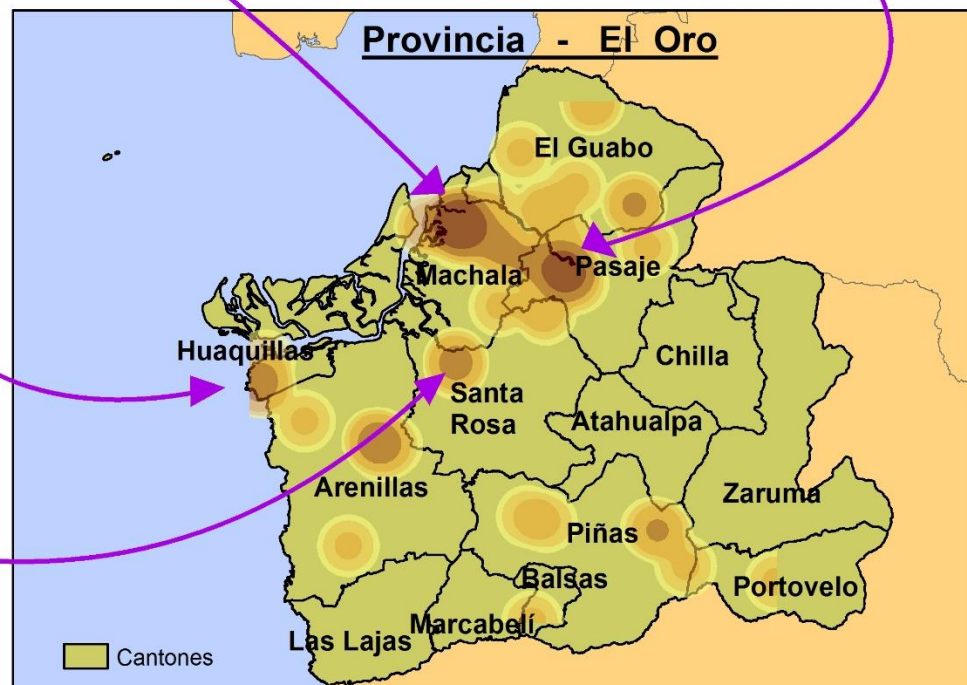 Provincia - El Oro
El Guabo
Machala
Pasaje
Huaquillas
Chilla
Santa
Rosa
Atahualpa
Arenillas
Zaruma
Piñas
Balsas
Portovelo
Marcabelí
Las Lajas
Cantones